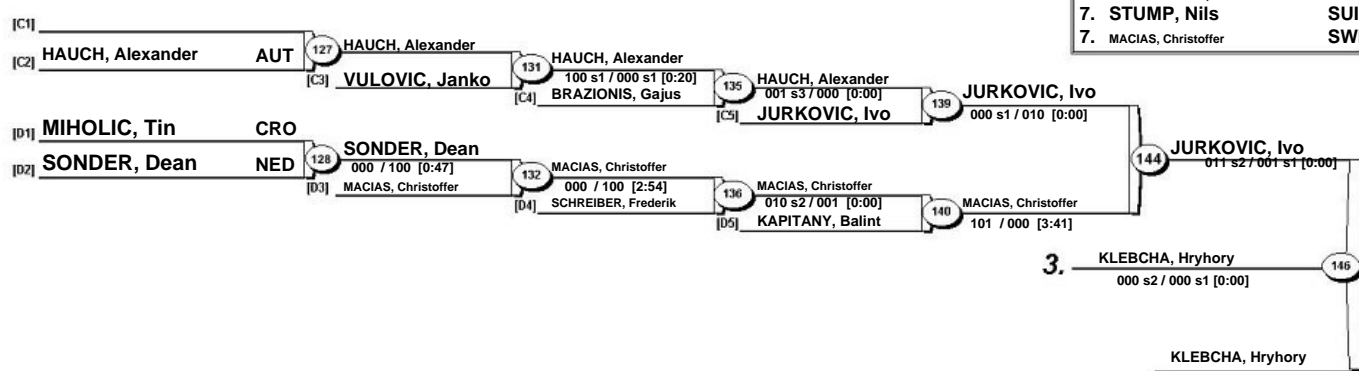 7. STUMP, Nils SUI
7. MACIAS, Christoffer SW
[C1]
[C2] HAUCH, Alexander AUT
127
HAUCH, Alexander
[C3] VULOVIC, Janko
131
HAUCH, Alexander
100 s1 / 000 s1 [0:20]
[C4] BRAZIONIS, Gajus
135
HAUCH, Alexander
001 s3 / 000 [0:00]
[C5] JURKOVIC, Ivo
139
JURKOVIC, Ivo
000 s1 / 010 [0:00]
[D1] MIHOLIC, Tin CRO
[D2] SONDER, Dean NED
128
SONDER, Dean
000 / 100 [0:47]
[D3] MACIAS, Christoffer
132
MACIAS, Christoffer
000 / 100 [2:54]
[D4] SCHREIBER, Frederik
136
MACIAS, Christoffer
010 s2 / 001 [0:00]
[D5] KAPITANY, Balint
140
MACIAS, Christoffer
101 / 000 [3:41]
144
JURKOVIC, Ivo
011 s2 / 001 s1 [0:00]
3. KLEBCHA, Hryhory
000 s2 / 000 s1 [0:00]
146
KLEBCHA, Hryhory